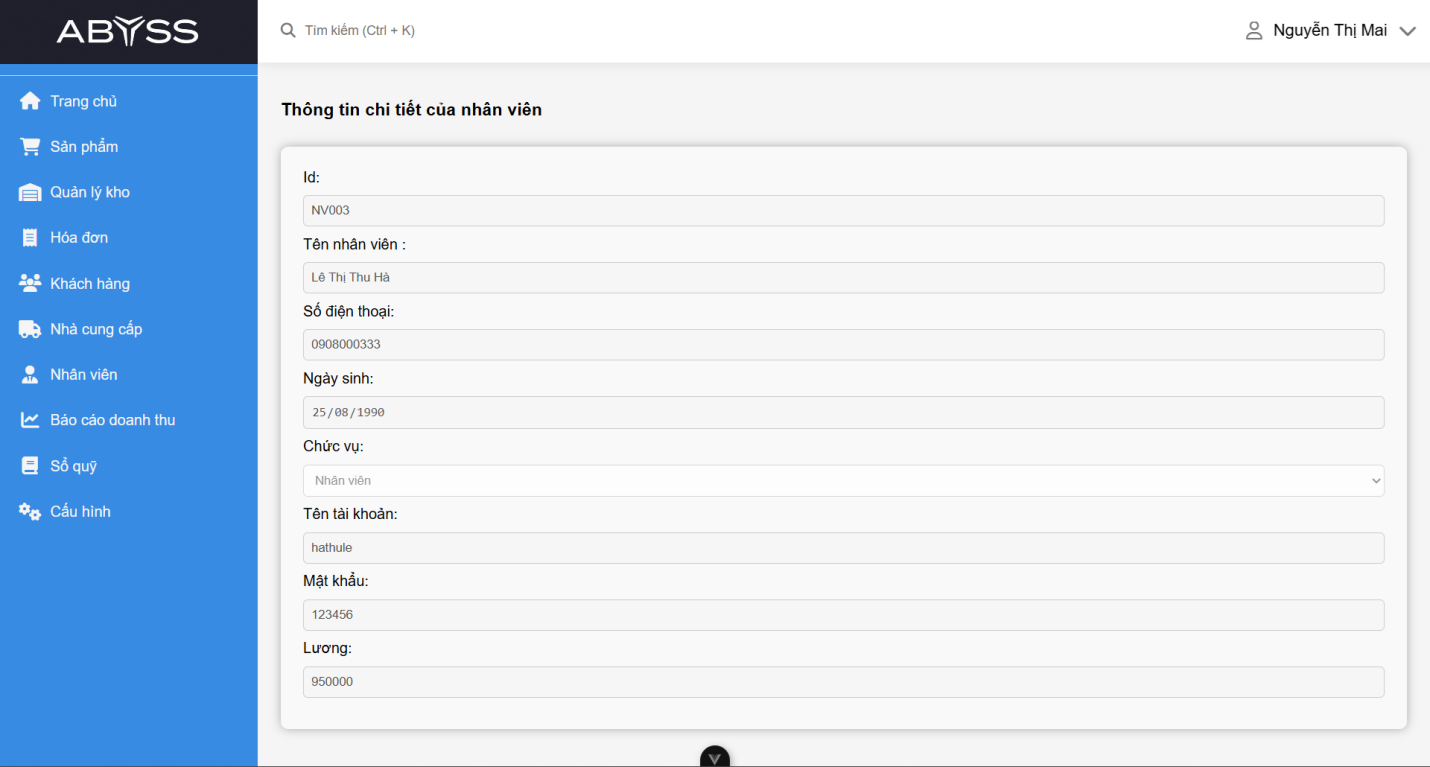 ABYSS
Tìm kiếm (Ctrl + K)
Nguyễn Thị Mai
Trang chủ
Sản phẩm
Quản lý kho
Hóa đơn
Khách hàng
Nhà cung cấp
Nhân viên
Báo cáo doanh thu
Sổ quỹ
Cấu hình
Thông tin chi tiết của nhân viên
Id:
NV003
Tên nhân viên :
Lê Thị Thu Hà
Số điện thoại:
0908000333
Ngày sinh:
25/08/1990
Chức vụ:
Nhân viên
Tên tài khoản:
hathule
Mật khẩu:
123456
Lương:
950000